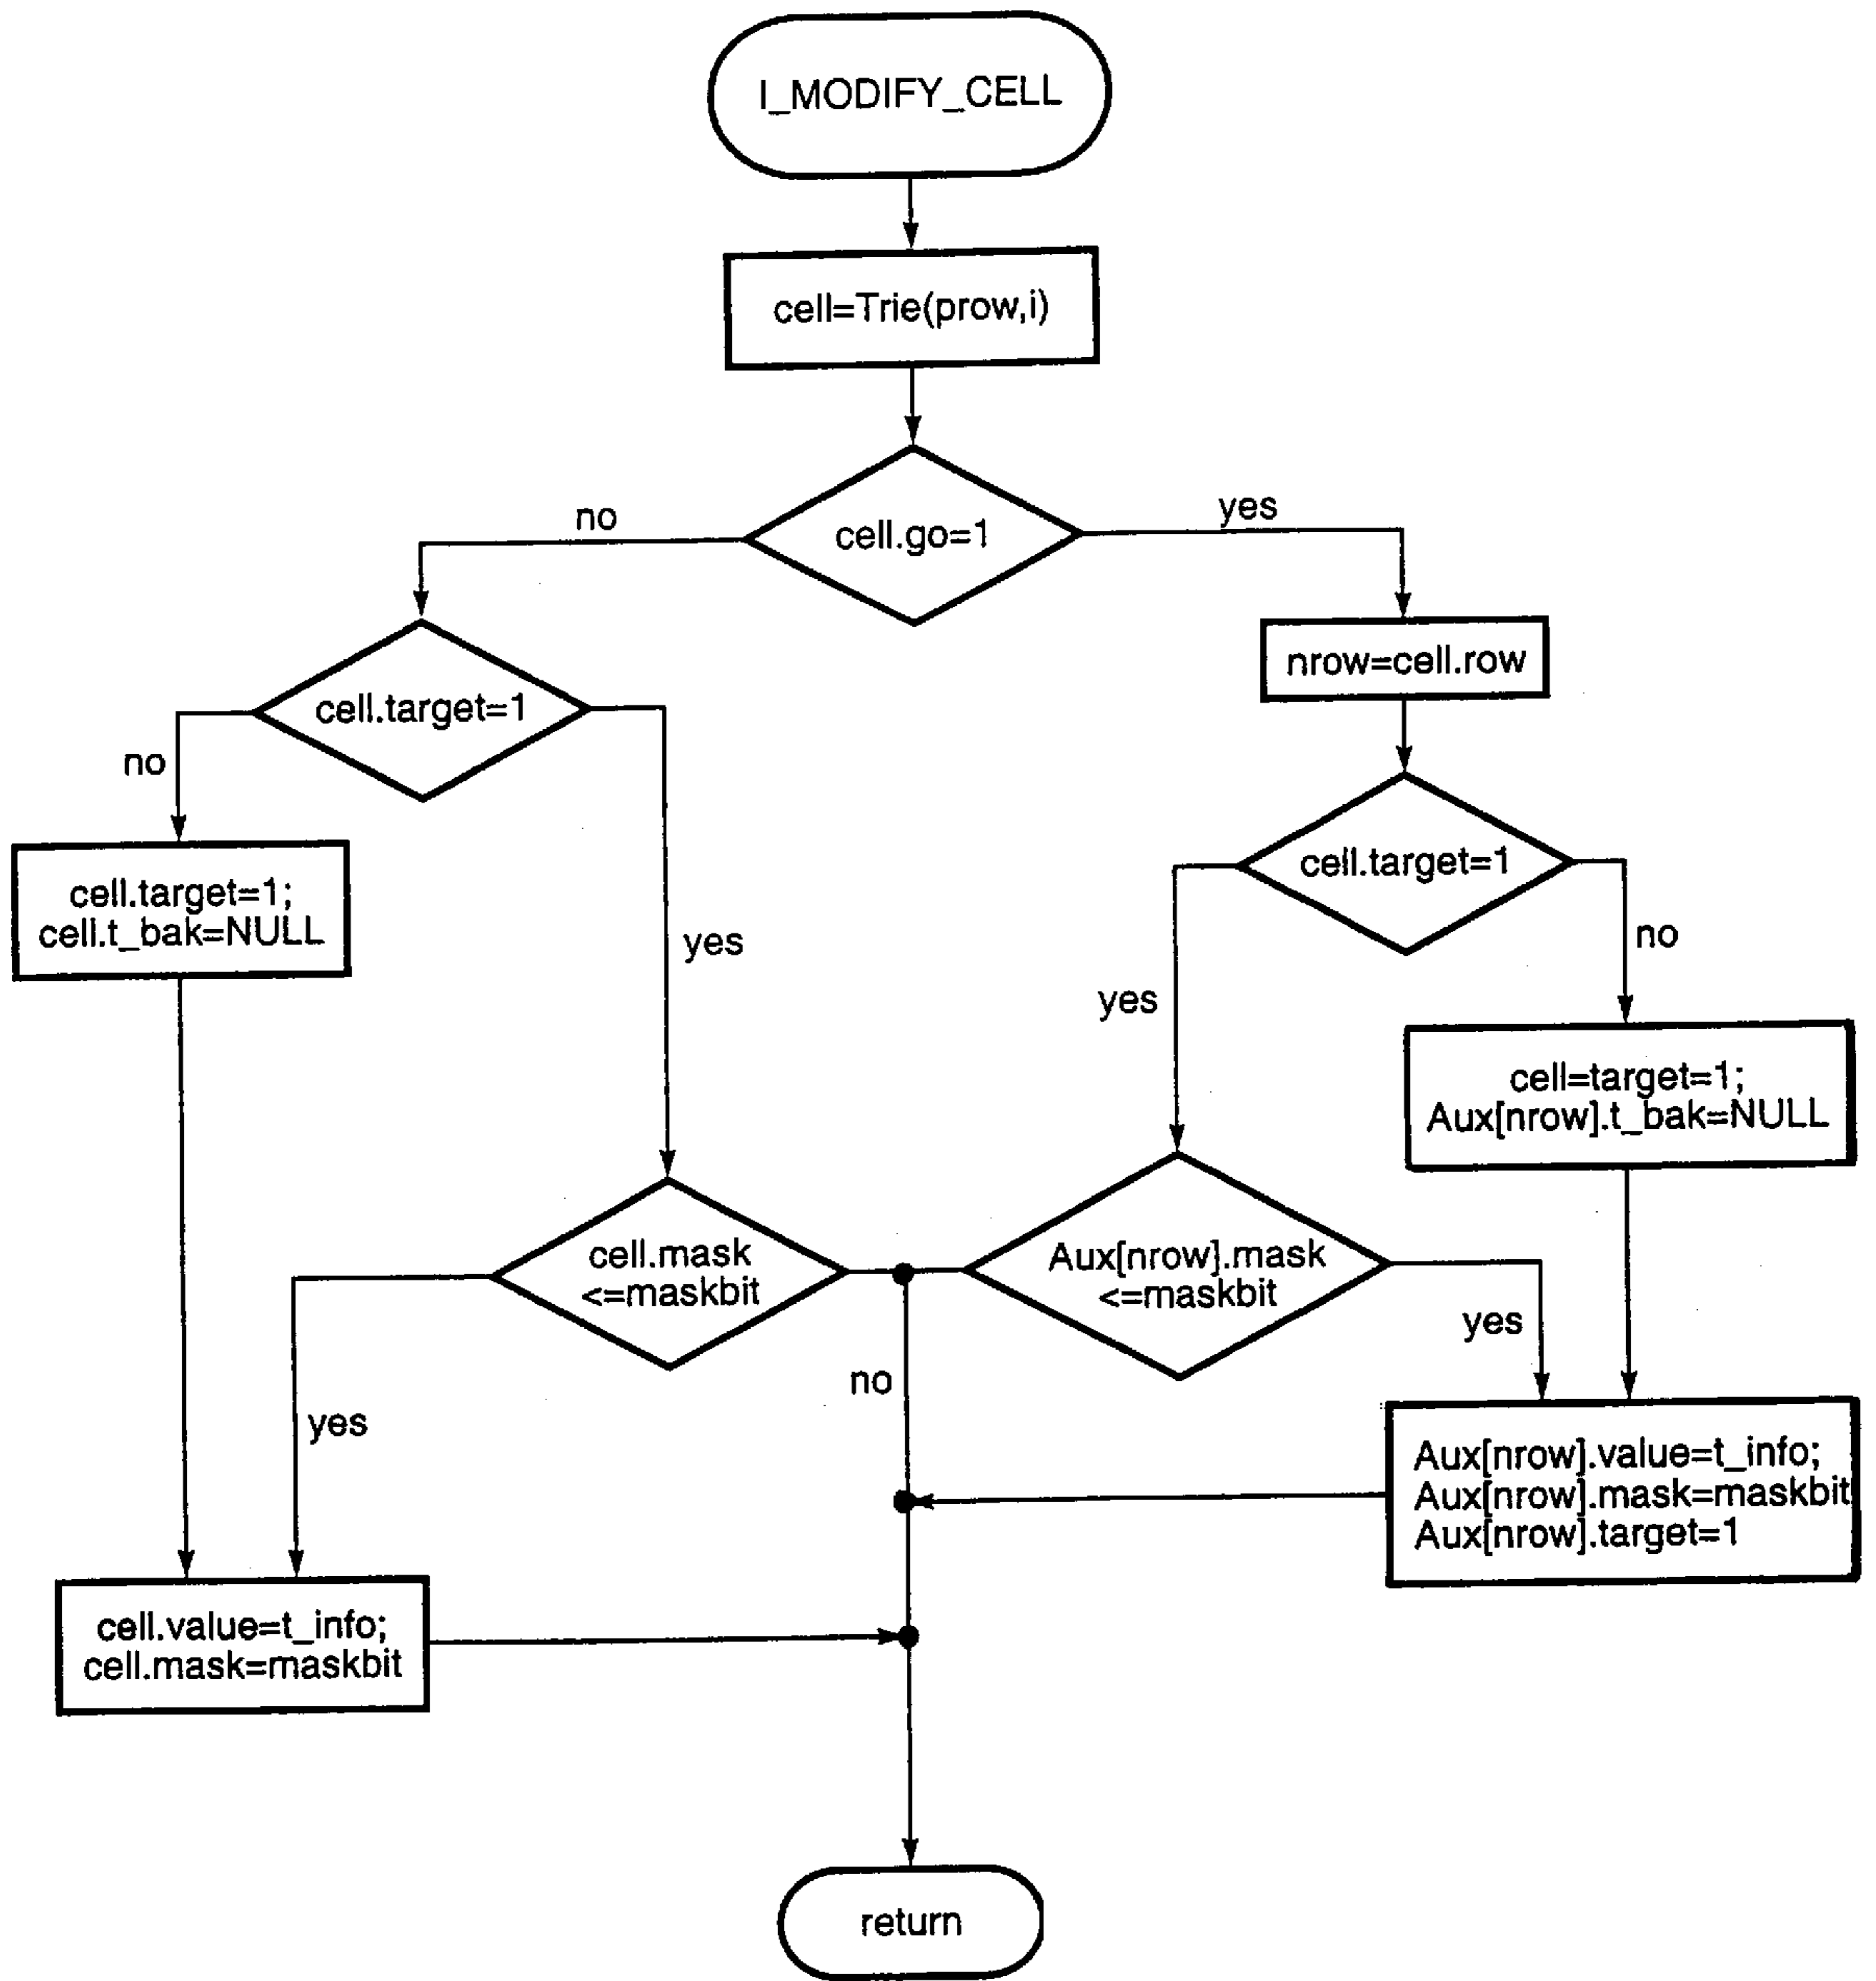 I_MODIFY_CELL
cell=Trie(prow,i)
cell.go=1
no
yes
nrow=cell.row
cell.target=1
no
yes
cell.target=1;
cell.t_bak=NULL
cell.target=1
yes
no
cell=target=1;
Aux[nrow].t_bak=NULL
cell.mask
<=maskbit
Aux[nrow].mask
<=maskbit
yes
no
yes
Aux[nrow].value=t_info;
Aux[nrow].mask=maskbit
Aux[nrow].target=1
cell.value=t_info;
cell.mask=maskbit
return